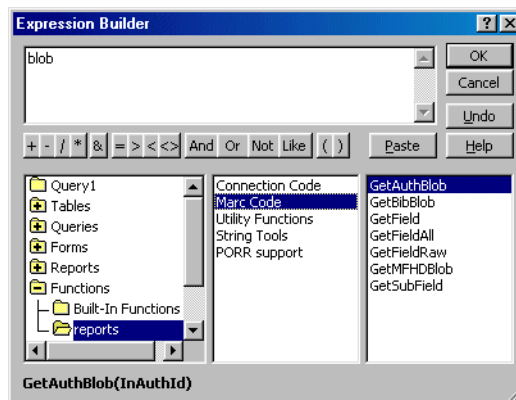 Expression Builder
blob
OK
Cancel
Undo
+ - / * & = > < <> And Or Not Like ( ) Paste Help
Query1
Tables
Queries
Forms
Reports
Functions
Built-In Functions
reports
Connection Code
Marc Code
Utility Functions
String Tools
PORR support
GetAuthBlob
GetBibBlob
GetField
GetFieldAll
GetFieldRaw
GetMFHDBlob
GetSubField
GetAuthBlob(InAuthId)